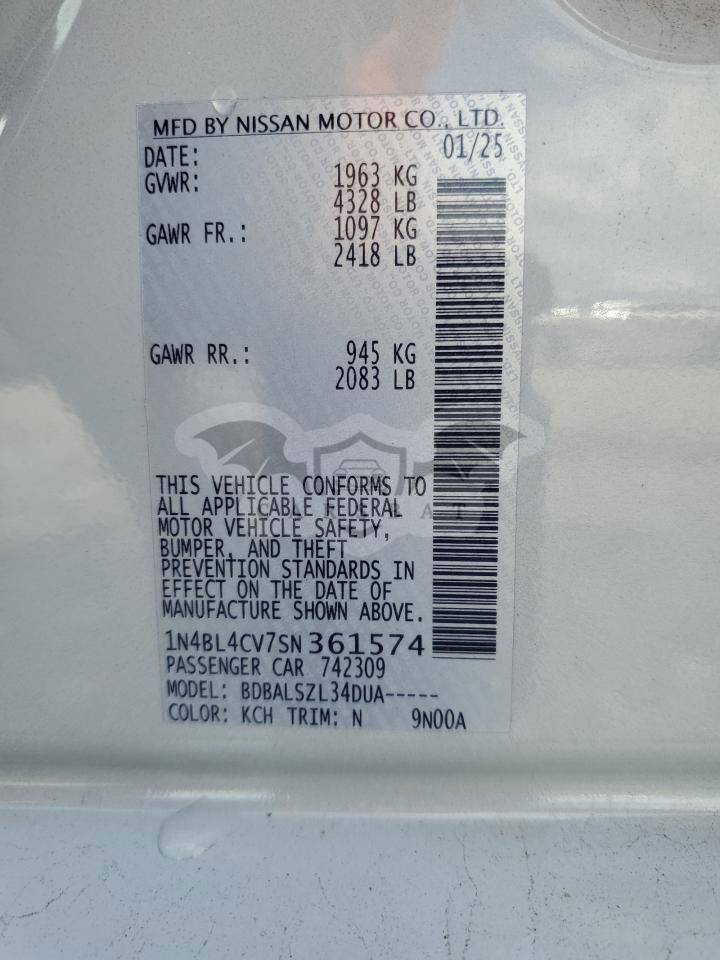 MFD BY NISSAN MOTOR CO., LTD.
DATE: 01/25
GVWR: 1963 KG
4328 LB
GAWR FR.: 1097 KG
2418 LB
GAWR RR.: 945 KG
2083 LB
THIS VEHICLE CONFORMS TO
ALL APPLICABLE FEDERAL
MOTOR VEHICLE SAFETY,
BUMPER, AND THEFT
PREVENTION STANDARDS IN
EFFECT ON THE DATE OF
MANUFACTURE SHOWN ABOVE.
1N4BL4CV7SN361574
PASSENGER CAR 742309
MODEL: BDBALSZL34DUA-----
COLOR: KCH TRIM: N 9N00A